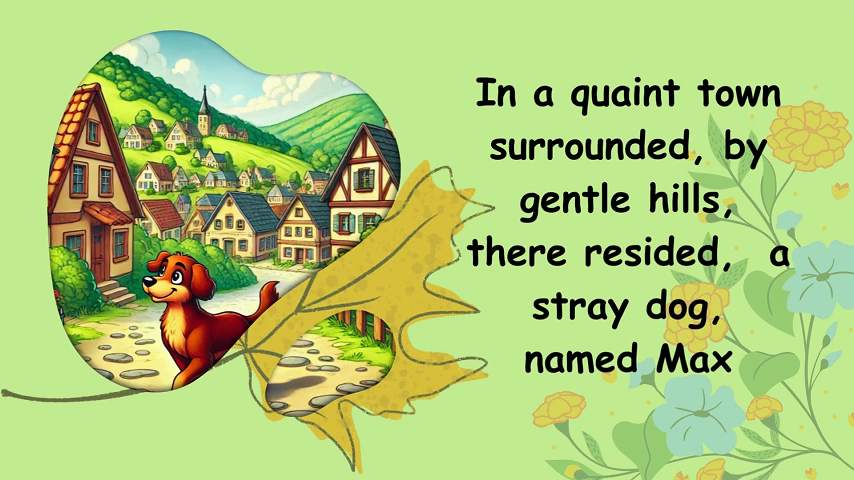 In a quaint town
surrounded, by
gentle hills,
there resided,  a
stray dog,
named Max